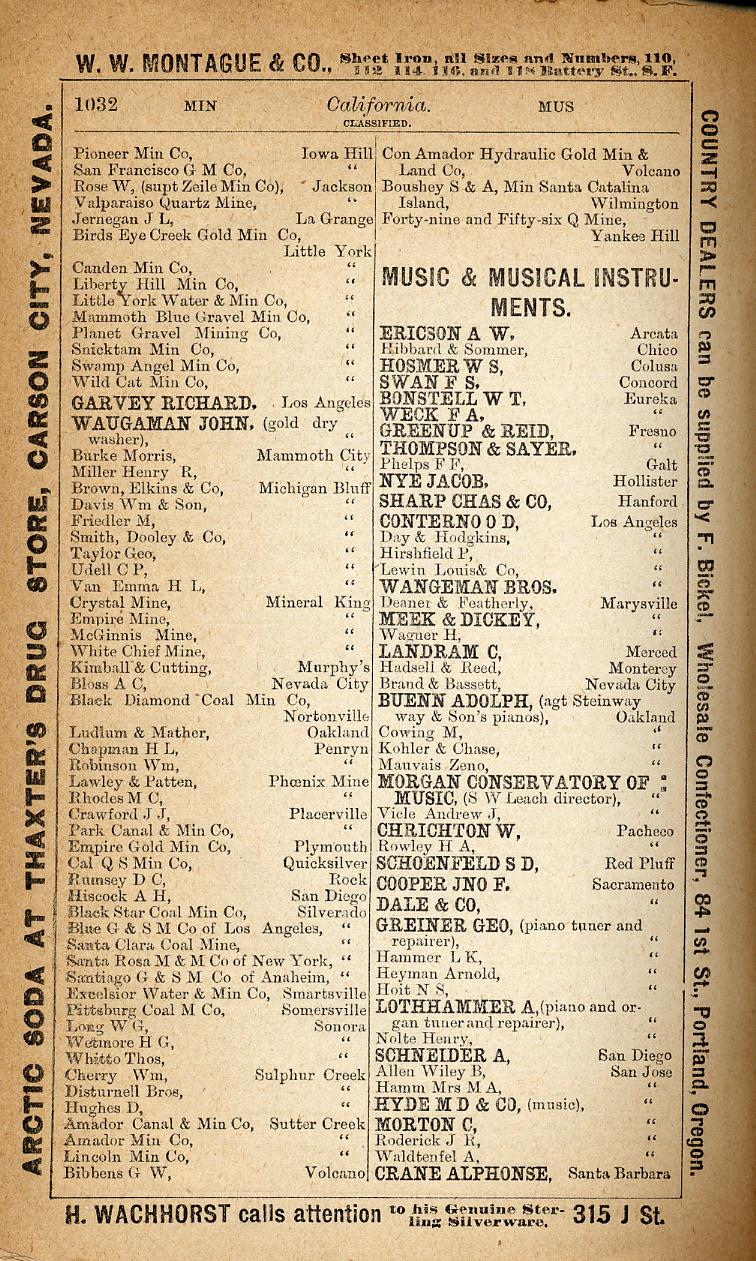 W. W. MONTAGUE & CO., Sheet Iron, all Sizes and Numbers, 110,
112 114 116, and 118 Battery St., S. F.
1032 MIN California. MUS
CLASSIFIED.
Pioneer Min Co, Iowa Hill
San Francisco G M Co, “
Rose W, (supt Zeile Min Co), Jackson
Valparaiso Quartz Mine, “
Jernegan J L, La Grange
Birds Eye Creek Gold Min Co,
Little York
Canden Min Co, “
Liberty Hill Min Co, “
Little York Water & Min Co, “
Mammoth Blue Gravel Min Co, “
Planet Gravel Mining Co, “
Snicktam Min Co, “
Swamp Angel Min Co, “
Wild Cat Min Co, “
GARVEY RICHARD, Los Angeles
WAUGAMAN JOHN, (gold dry
washer), “
Burke Morris, Mammoth City
Miller Henry R, “
Brown, Elkins & Co, Michigan Bluff
Davis Wm & Son, “
Friedler M, “
Smith, Dooley & Co, “
Taylor Geo, “
Udell C P, “
Van Emma H L, “
Crystal Mine, Mineral King
Empire Mine, “
McGinnis Mine, “
White Chief Mine, “
Kimball & Cutting, Murphy's
Bloss A C, Nevada City
Black Diamond Coal Min Co,
Nortonville
Ludlum & Mather, Oakland
Chapman H L, Penryn
Robinson Wm, “
Lawley & Patten, Phœnix Mine
Rhodes M C, “
Crawford J J, Placerville
Park Canal & Min Co, “
Empire Gold Min Co, Plymouth
Cal Q S Min Co, Quicksilver
Rumsey D C, Rock
Hiscock A H, San Diego
Black Star Coal Min Co, Silverado
Blue G & S M Co of Los Angeles, “
Santa Clara Coal Mine, “
Santa Rosa M & M Co of New York, “
Santiago G & S M Co of Anaheim, “
Excelsior Water & Min Co, Smartsville
Pittsburg Coal M Co, Somersville
Long W G, Sonora
Wetmore H G, “
Whitto Thos, “
Cherry Wm, Sulphur Creek
Disturnell Bros, “
Hughes D, “
Amador Canal & Min Co, Sutter Creek
Amador Min Co, “
Lincoln Min Co, “
Bibbens G W, Volcano
Con Amador Hydraulic Gold Min &
Land Co, Volcano
Boushey S & A, Min Santa Catalina
Island, Wilmington
Forty-nine and Fifty-six Q Mine,
Yankee Hill
MUSIC & MUSICAL INSTRU-
MENTS.
ERICSON A W, Arcata
Hibbard & Sommer, Chico
HOSMER W S, Colusa
SWAN F S, Concord
BONSTELL W T, Eureka
WECK F A, “
GREENUP & REID, Fresno
THOMPSON & SAYER, “
Phelps F F, Galt
NYE JACOB, Hollister
SHARP CHAS & CO, Hanford
CONTERNO O D, Los Angeles
Day & Hodgkins, “
Hirshfield P, “
Lewin Louis& Co, “
WANGEMAN BROS. “
Deaner & Featherly, Marysville
MEEK & DICKEY, “
Wagner H, “
LANDRAM C, Merced
Hadsell & Reed, Monterey
Brand & Bassett, Nevada City
BUENN ADOLPH, (agt Steinway
way & Son's pianos), Oakland
Cowing M, “
Kohler & Chase, “
Mauvais Zeno, “
MORGAN CONSERVATORY OF
MUSIC, (S W Leach director), “
Vicle Andrew J, “
CHRICHTON W, Pacheco
Rowley H A, “
SCHOENFELD S D, Red Pluff
COOPER JNO F. Sacramento
DALE & CO, “
GREINER GEO, (piano tuner and
repairer), “
Hammer L K, “
Heyman Arnold, “
Hoit N S, “
LOTHHAMMER A,(piano and or-
gan tuner and repairer), “
Nolte Henry, “
SCHNEIDER A, San Diego
Allen Wiley B, San Jose
Hamm Mrs M A, “
HYDE M D & CO, (music), “
MORTON C, “
Roderick J R, “
Waldtenfel A, “
CRANE ALPHONSE, Santa Barbara
ARCTIC SODA AT THAXTER'S DRUG STORE, CARSON CITY, NEVADA.
COUNTRY DEALERS can be supplied by F. Bickel, Wholesale Confectioner, 84 1st St., Portland, Oregon.
H. WACHHORST calls attention to his Genuine Ster-
ling Silverware. 315 J St.